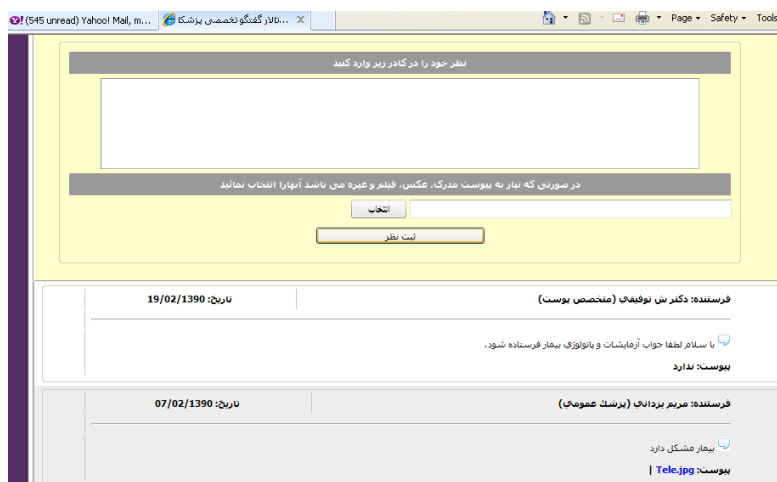 (545 unread) Yahoo! Mail, m...
تالار گفتگو تخصصی پزشکا...
X
Page
Safety
Tools
نظر خود را در کادر زیر وارد کنید
در صورتی که نیاز به پیوست مدرک، عکس، فیلم و غیره می باشد آنهارا انتخاب نمائید
انتخاب
ثبت نظر
فرستنده: دکتر ش توفیقی (متخصص پوست) تاریخ: 19/02/1390
با سلام لطفا جواب آزمایشات و پاتولوژی بیمار فرستاده شود.
پیوست: ندارد
فرستنده: مریم یزدانی (پزشك عمومی) تاریخ: 07/02/1390
بیمار مشکل دارد
پیوست: Tele.jpg |